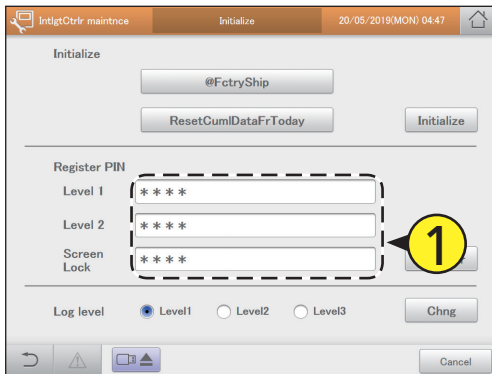 IntlgtCtrlr maintnce Initialize 20/05/2019(MON) 04:47
Initialize
@FctryShip
ResetCumlDataFrToday Initialize
Register PIN
Level 1 ****
Level 2 ****
1
Screen
Lock ****
Log level Level1 Level2 Level3 Chng
Cancel